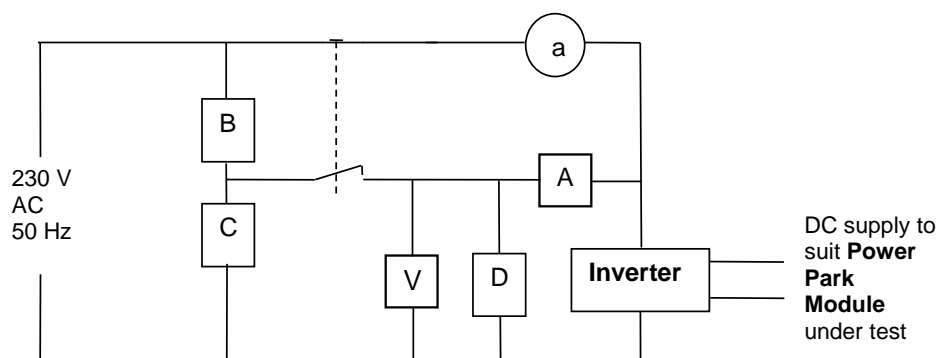 a
B
230 V
AC
50 Hz
C
A
V
D
Inverter
DC supply to
suit Power
Park
Module
under test